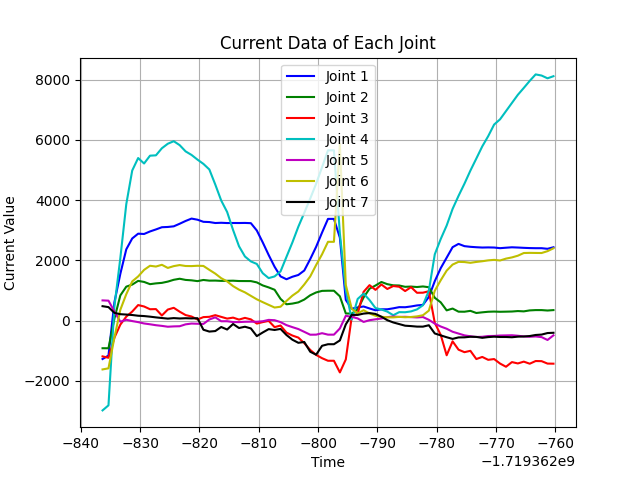 Current Data of Each Joint
Current Value
8000
6000
4000
2000
0
−2000
Joint 1
Joint 2
Joint 3
Joint 4
Joint 5
Joint 6
Joint 7
−840 −830 −820 −810 −800 −790 −780 −770 −760
Time
−1.719362e9